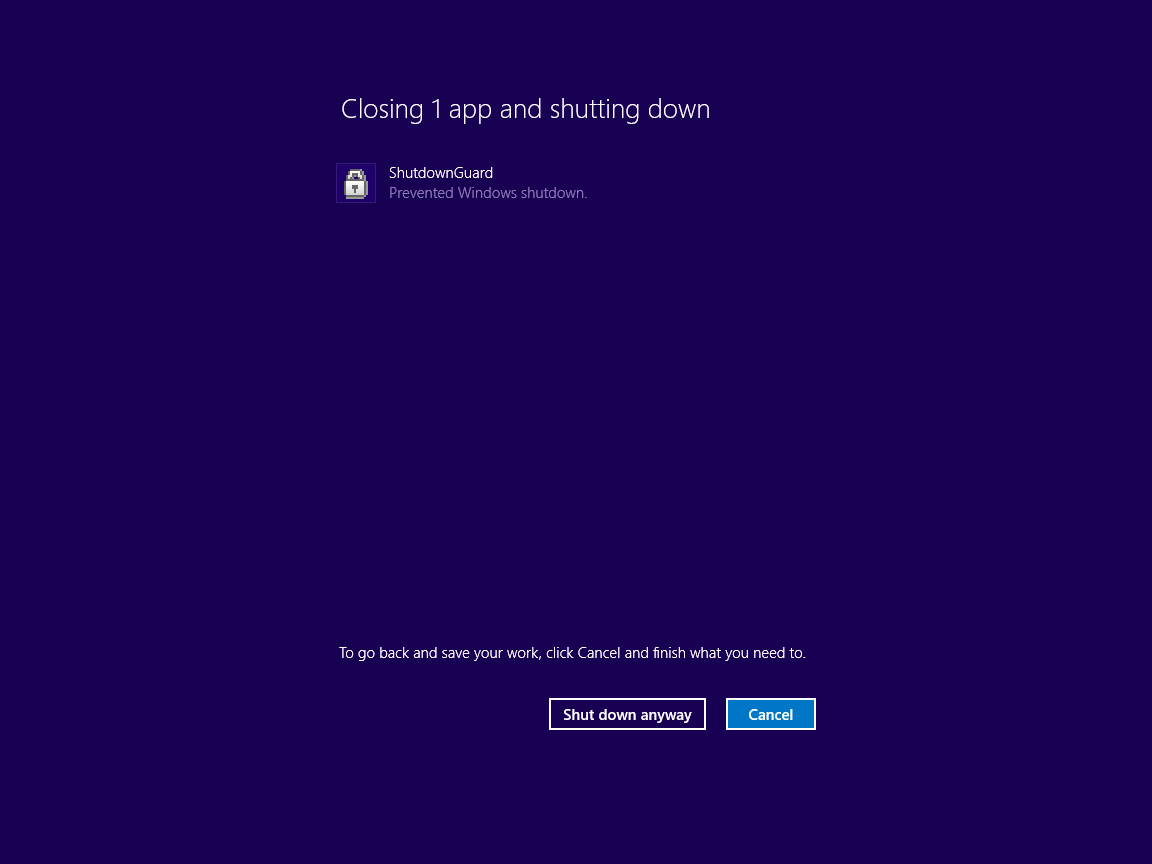 Closing 1 app and shutting down
ShutdownGuard
Prevented Windows shutdown.
To go back and save your work, click Cancel and finish what you need to.
Shut down anyway
Cancel